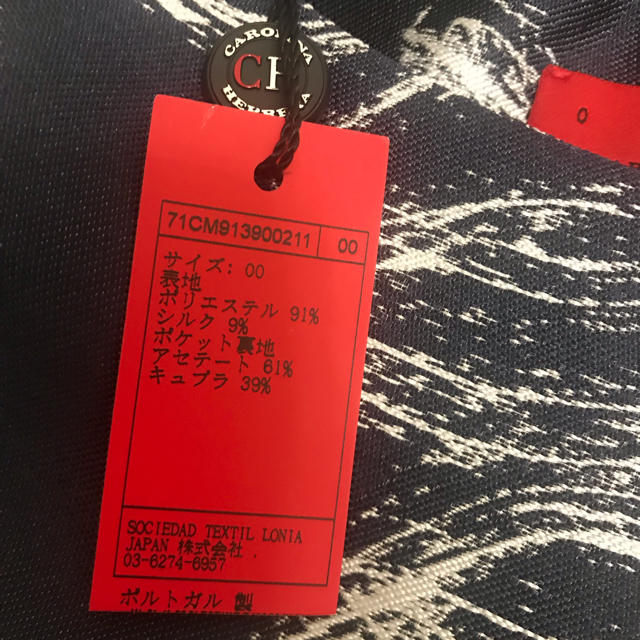 CAROLINA
CH
HERRERA
0
71CM913900211 00
サイズ: 00
表地
ポリエステル 91%
シルク 9%
ポケット裏地
アセテート 61%
キュプラ 39%
SOCIEDAD TEXTIL LONIA
JAPAN 株式会社 .
03-6274-6957
ポルトガル 製